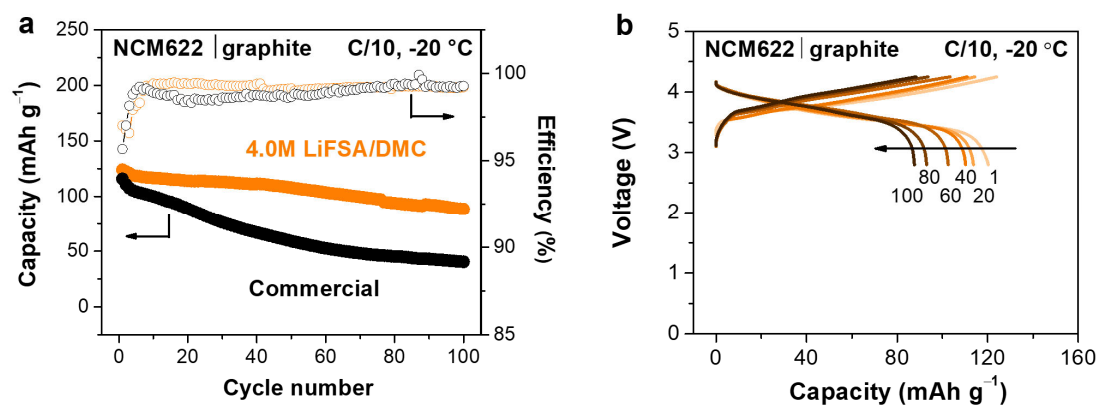 a
NCM622 | graphite C/10, -20 °C
250
200
150
100
50
0
Capacity (mAh g⁻¹)
4.0M LiFSA/DMC
Commercial
100
95
90
85
Efficiency (%)
0 20 40 60 80 100
Cycle number
b
NCM622 | graphite C/10, -20 °C
5
4
3
2
1
0
Voltage (V)
80 40 1
100 60 20
0 40 80 120 160
Capacity (mAh g⁻¹)